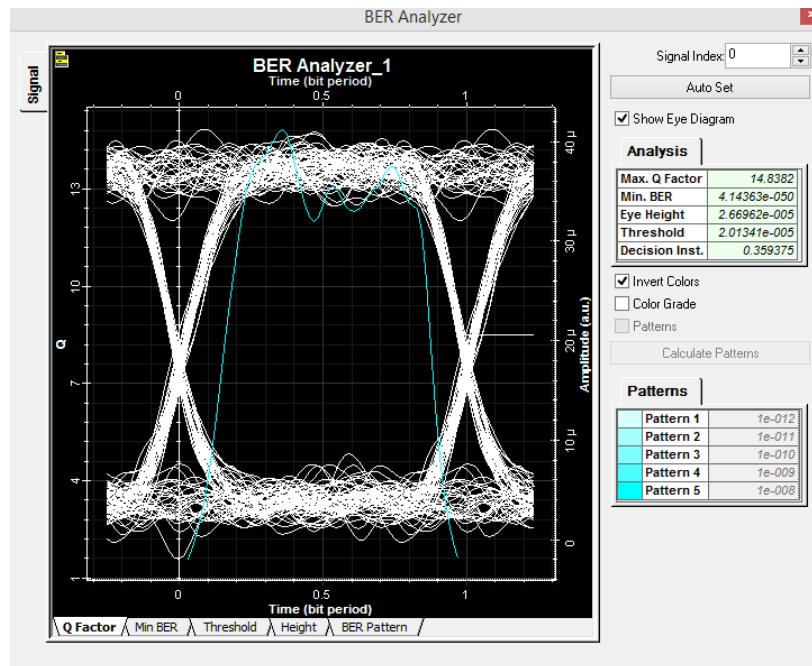 BER Analyzer
x
Signal
BER Analyzer_1
Time (bit period)
0 0.5 1
Q
13
10
7
4
1
Amplitude (a.u.)
40 µ
30 µ
20 µ
10 µ
0
0 0.5 1
Time (bit period)
Q Factor Min BER Threshold Height BER Pattern
Signal Index: 0
Auto Set
Show Eye Diagram
Analysis
Max. Q Factor 14.8382
Min. BER 4.14363e-050
Eye Height 2.66962e-005
Threshold 2.01341e-005
Decision Inst. 0.359375
Invert Colors
Color Grade
Patterns
Calculate Patterns
Patterns
Pattern 1 1e-012
Pattern 2 1e-011
Pattern 3 1e-010
Pattern 4 1e-009
Pattern 5 1e-008